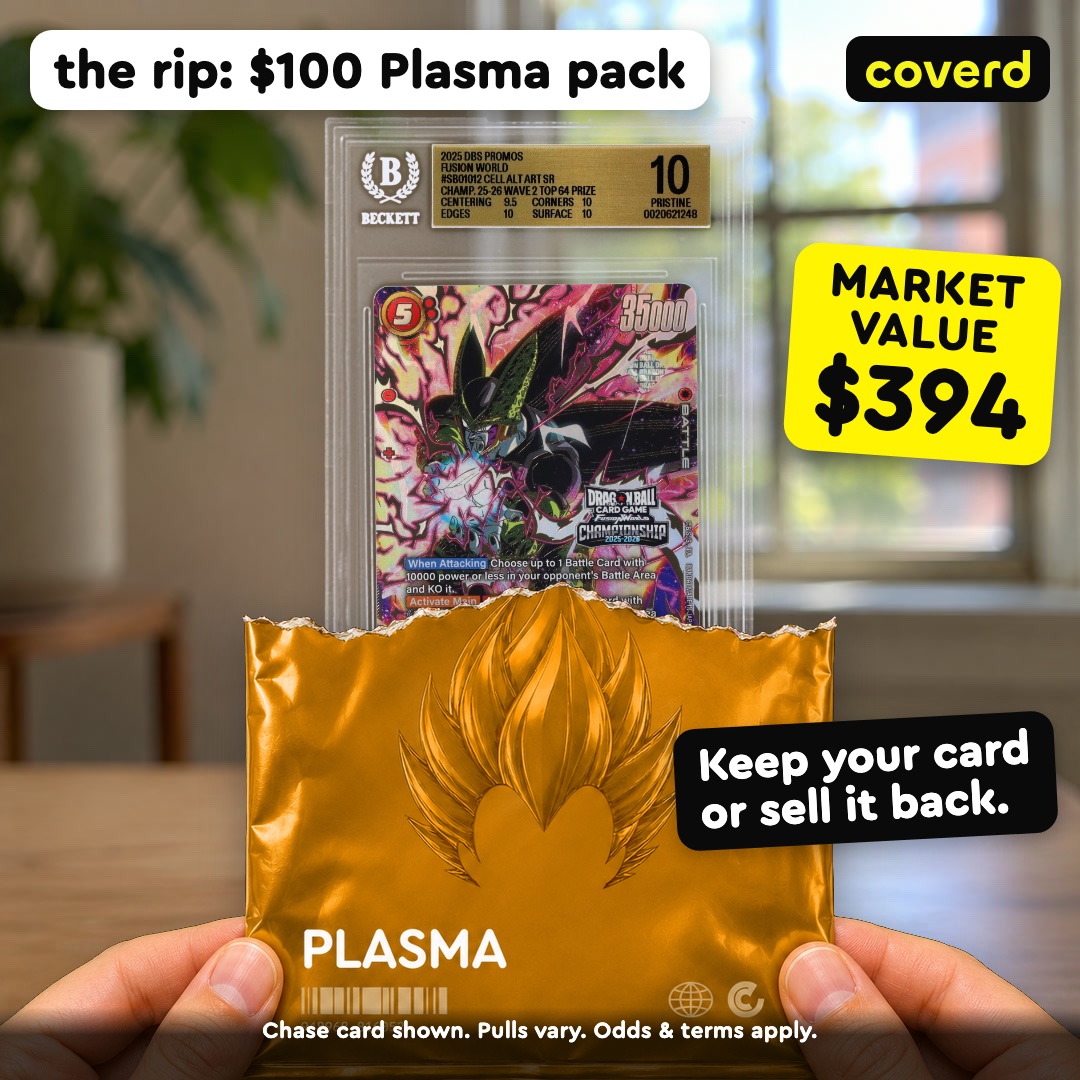 the rip: $100 Plasma pack
coverd
B
BECKETT
2025 DBS PROMOS
FUSION WORLD
#SB01012 CELL ALT ART SR
CHAMP. 25-26 WAVE 2 TOP 64 PRIZE
CENTERING 9.5 CORNERS 10
EDGES 10 SURFACE 10
10
PRISTINE
0020621248
MARKET
VALUE
$394
5
35000
BATTLE
DRAGON BALL
CARD GAME
Fusion World
CHAMPIONSHIP
2025-2026
When Attacking Choose up to 1 Battle Card with
10000 power or less in your opponent's Battle Area
and KO it.
Activate Main
Keep your card
or sell it back.
PLASMA
Chase card shown. Pulls vary. Odds & terms apply.